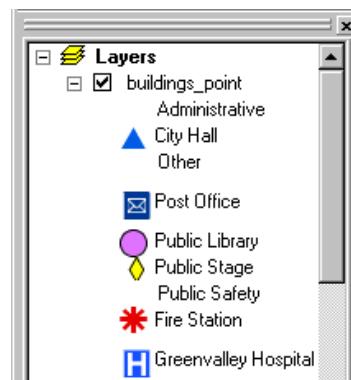 Layers
buildings_point
Administrative
City Hall
Other
Post Office
Public Library
Public Stage
Public Safety
Fire Station
H Greenvalley Hospital